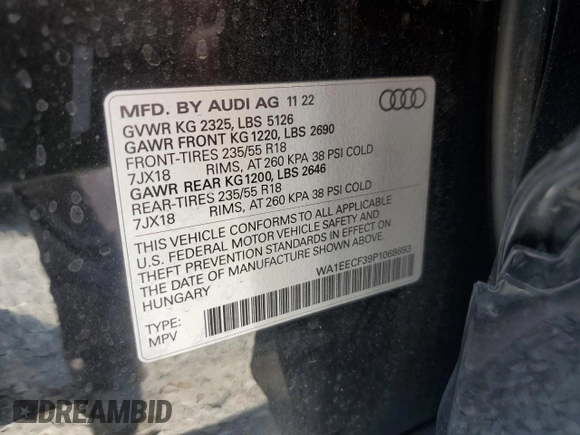 MFD. BY AUDI AG 11 22
GVWR KG 2325, LBS 5126
GAWR FRONT KG 1220, LBS 2690
FRONT-TIRES 235/55 R18
7JX18 RIMS, AT 260 KPA 38 PSI COLD
GAWR REAR KG 1200, LBS 2646
REAR-TIRES 235/55 R18
7JX18 RIMS, AT 260 KPA 38 PSI COLD
THIS VEHICLE CONFORMS TO ALL APPLICABLE
U.S. FEDERAL MOTOR VEHICLE SAFETY AND
THEFT PREVENTION STANDARDS IN EFFECT ON
THE DATE OF MANUFACTURE SHOWN ABOVE
HUNGARY
WA1EECF39P1068693
TYPE:
MPV
DREAMBID